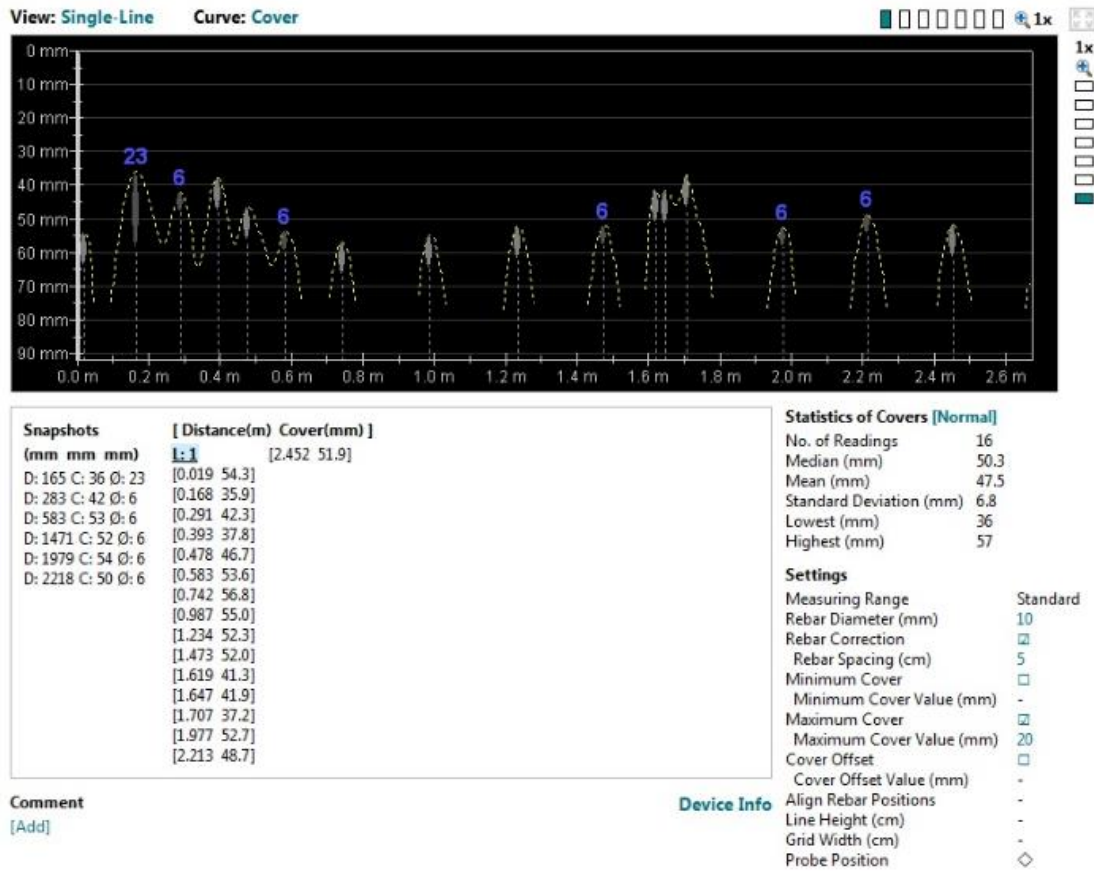 View: Single-Line Curve: Cover
1x
1x
0 mm
10 mm
20 mm
30 mm
40 mm
50 mm
60 mm
70 mm
80 mm
90 mm
23
6
6
6
6
6
0.0 m 0.2 m 0.4 m 0.6 m 0.8 m 1.0 m 1.2 m 1.4 m 1.6 m 1.8 m 2.0 m 2.2 m 2.4 m 2.6 m
Snapshots
(mm mm mm)
D: 165 C: 36 Ø: 23
D: 283 C: 42 Ø: 6
D: 583 C: 53 Ø: 6
D: 1471 C: 52 Ø: 6
D: 1979 C: 54 Ø: 6
D: 2218 C: 50 Ø: 6
[ Distance(m) Cover(mm) ]
L: 1 [2.452 51.9]
[0.019 54.3]
[0.168 35.9]
[0.291 42.3]
[0.393 37.8]
[0.478 46.7]
[0.583 53.6]
[0.742 56.8]
[0.987 55.0]
[1.234 52.3]
[1.473 52.0]
[1.619 41.3]
[1.647 41.9]
[1.707 37.2]
[1.977 52.7]
[2.213 48.7]
Statistics of Covers [Normal]
No. of Readings 16
Median (mm) 50.3
Mean (mm) 47.5
Standard Deviation (mm) 6.8
Lowest (mm) 36
Highest (mm) 57
Settings
Measuring Range Standard
Rebar Diameter (mm) 10
Rebar Correction ☑
Rebar Spacing (cm) 5
Minimum Cover ☐
Minimum Cover Value (mm) -
Maximum Cover ☑
Maximum Cover Value (mm) 20
Cover Offset ☐
Cover Offset Value (mm) -
Align Rebar Positions -
Line Height (cm) -
Grid Width (cm) -
Probe Position ◇
Comment
[Add]
Device Info